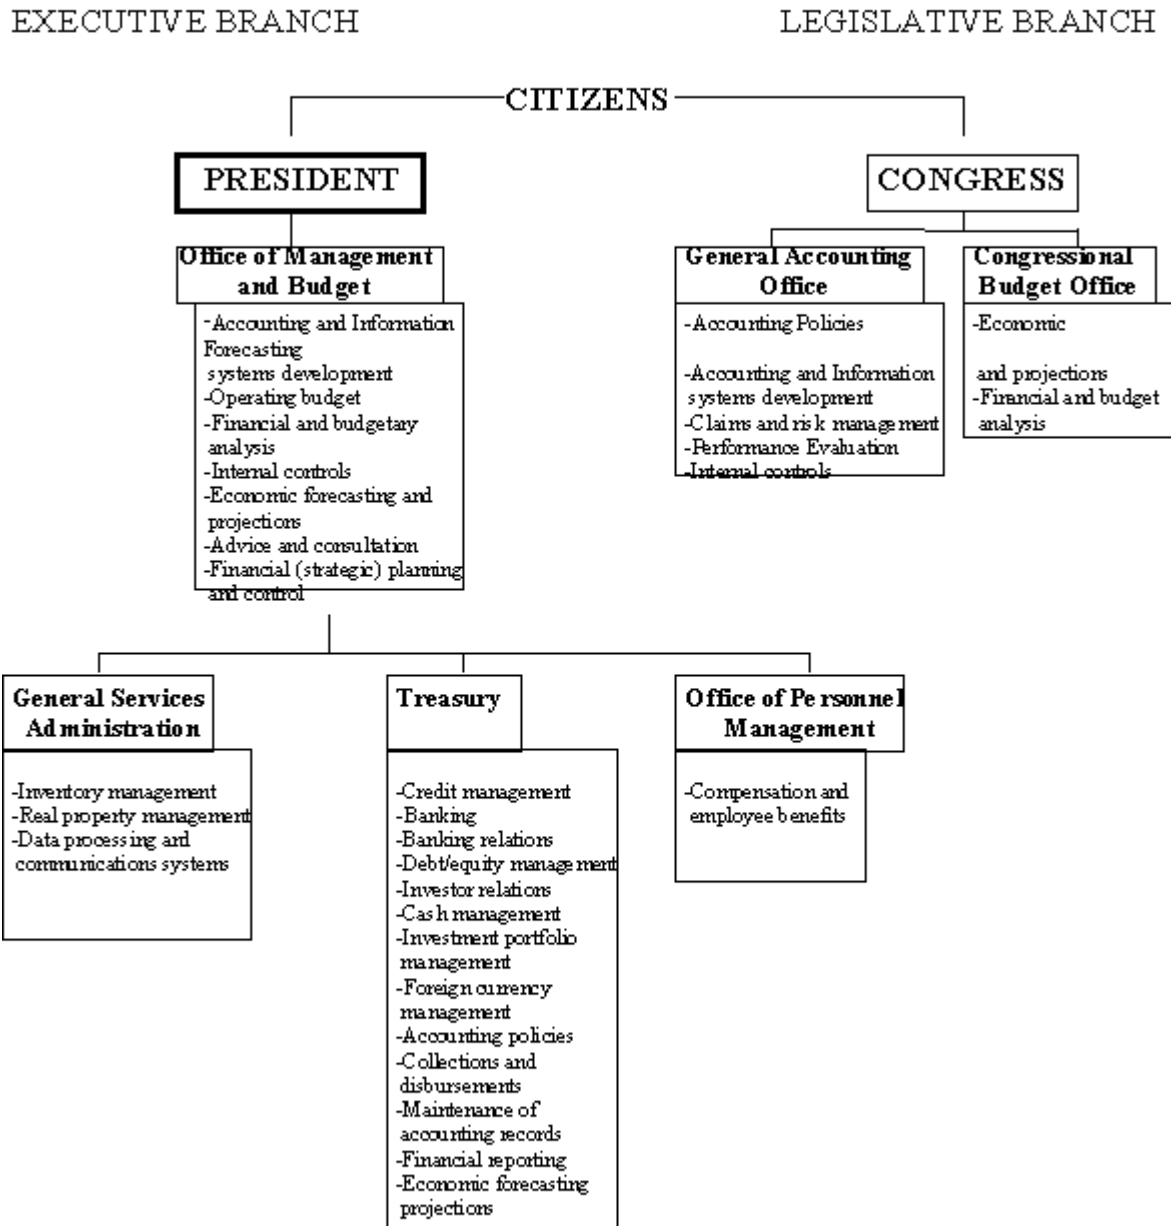 EXECUTIVE BRANCH
LEGISLATIVE BRANCH
CITIZENS
PRESIDENT
CONGRESS
Office of Management
and Budget
-Accounting and Information
Forecasting
systems development
-Operating budget
-Financial and budgetary
analysis
-Internal controls
-Economic forecasting and
projections
-Advice and consultation
-Financial (strategic) planning
and control
General Accounting
Office
-Accounting Policies
-Accounting and Information
systems development
-Claims and risk management
-Performance Evaluation
-Internal controls
Congressional
Budget Office
-Economic
and projections
-Financial and budget
analysis
General Services
Administration
-Inventory management
-Real property management
-Data processing and
communications systems
Treasury
-Credit management
-Banking
-Banking relations
-Debt/equity management
-Investor relations
-Cash management
-Investment portfolio
management
-Foreign currency
management
-Accounting policies
-Collections and
disbursements
-Maintenance of
accounting records
-Financial reporting
-Economic forecasting
projections
Office of Personnel
Management
-Compensation and
employee benefits